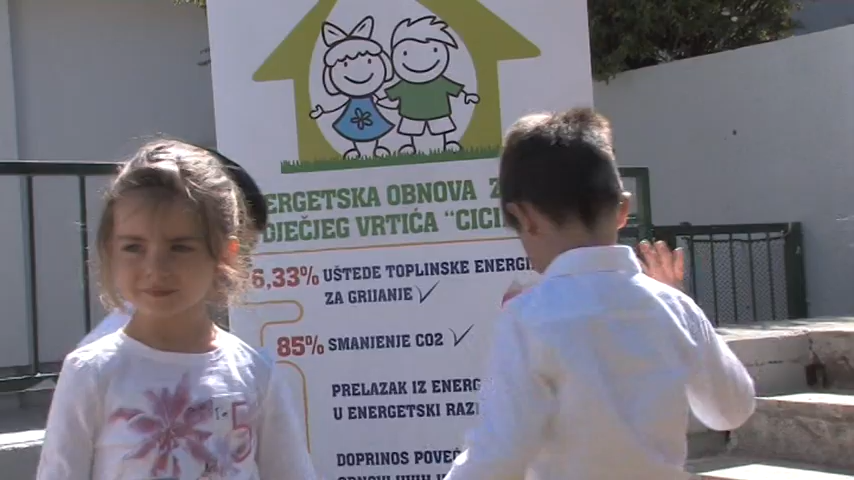 ERGETSKA OBNOVA Z
DJEČJEG VRTIĆA "CICI
6,33% UŠTEDE TOPLINSKE ENERGI
ZA GRIJANJE ✓
85% SMANJENJE CO2 ✓
PRELAZAK IZ ENERG
U ENERGETSKI RAZ
DOPRINOS POVEĆ